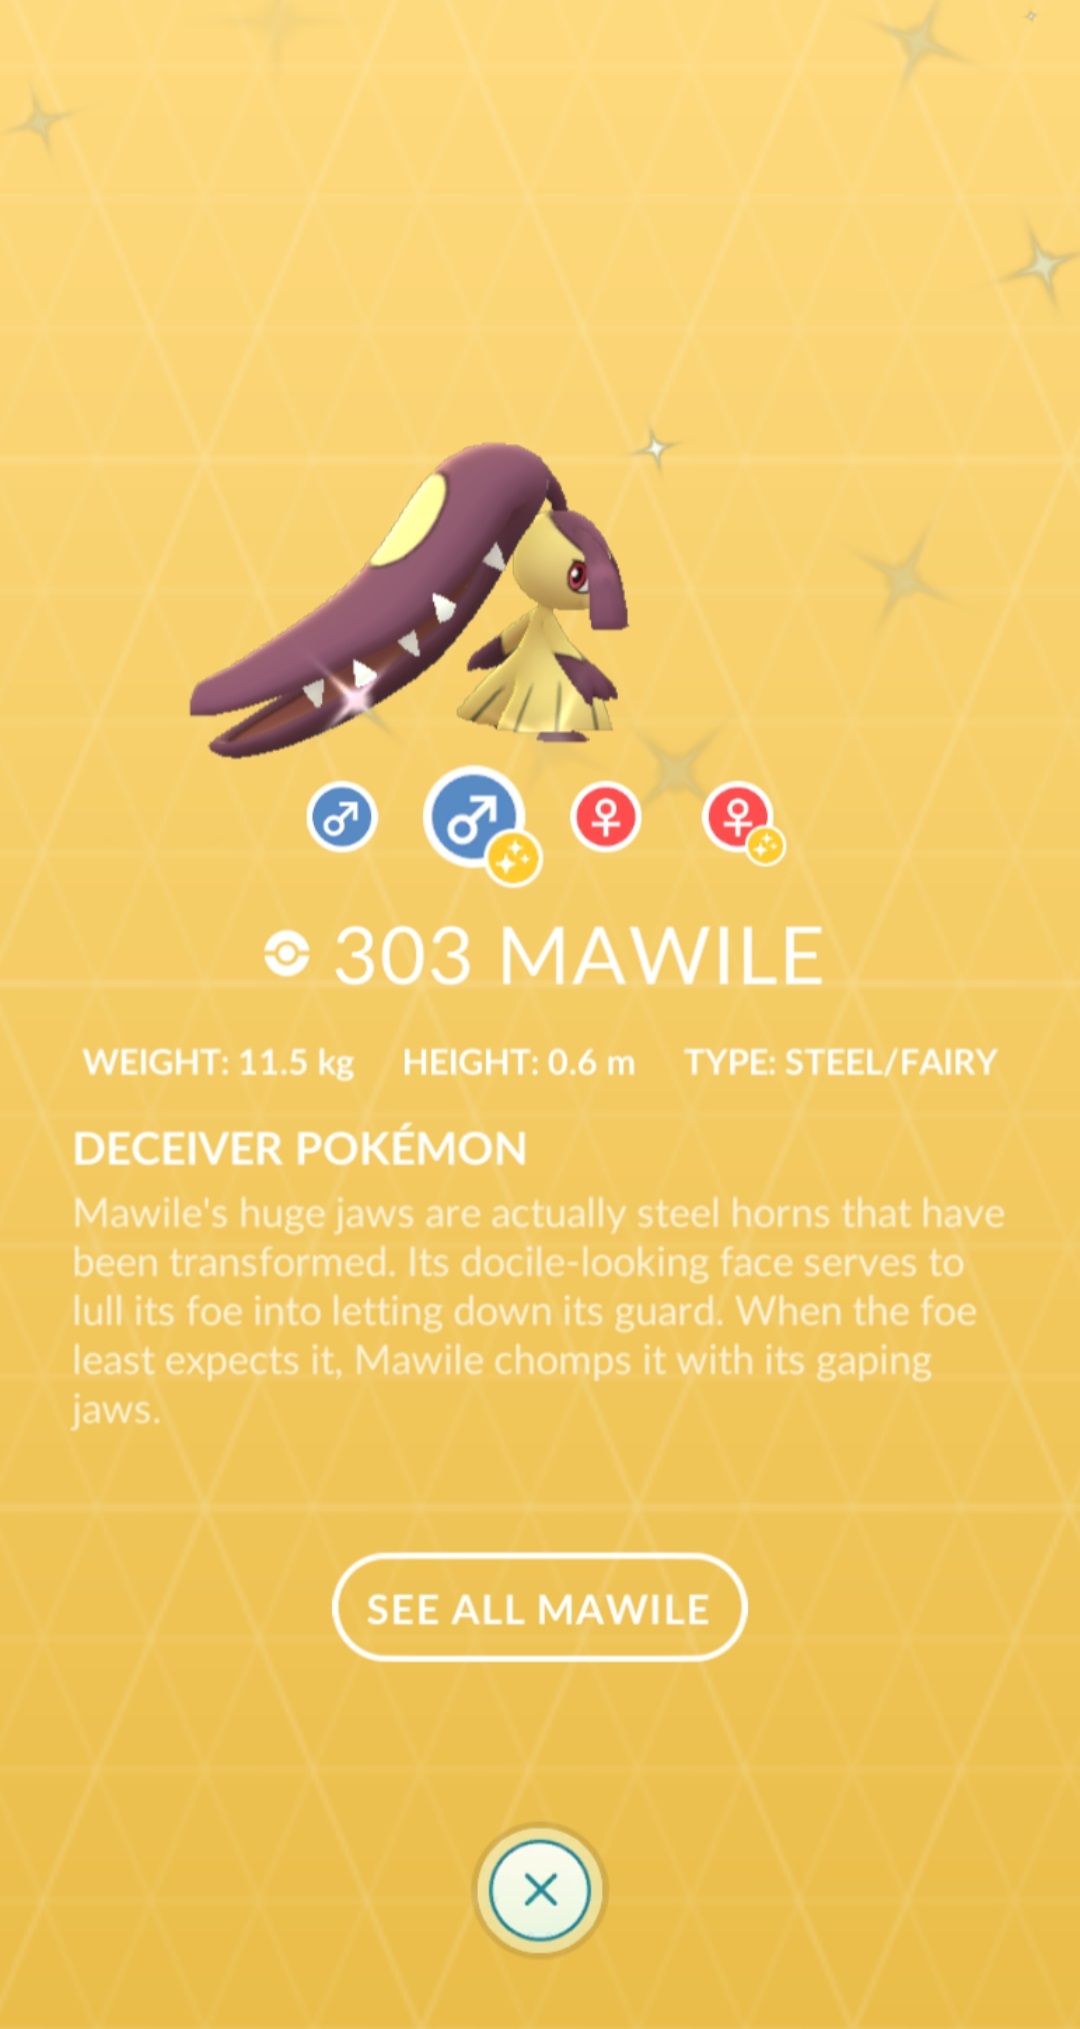 303 MAWILE
WEIGHT: 11.5 kg HEIGHT: 0.6 m TYPE: STEEL/FAIRY
DECEIVER POKÉMON
Mawile's huge jaws are actually steel horns that have
been transformed. Its docile-looking face serves to
lull its foe into letting down its guard. When the foe
least expects it, Mawile chomps it with its gaping
jaws.
SEE ALL MAWILE